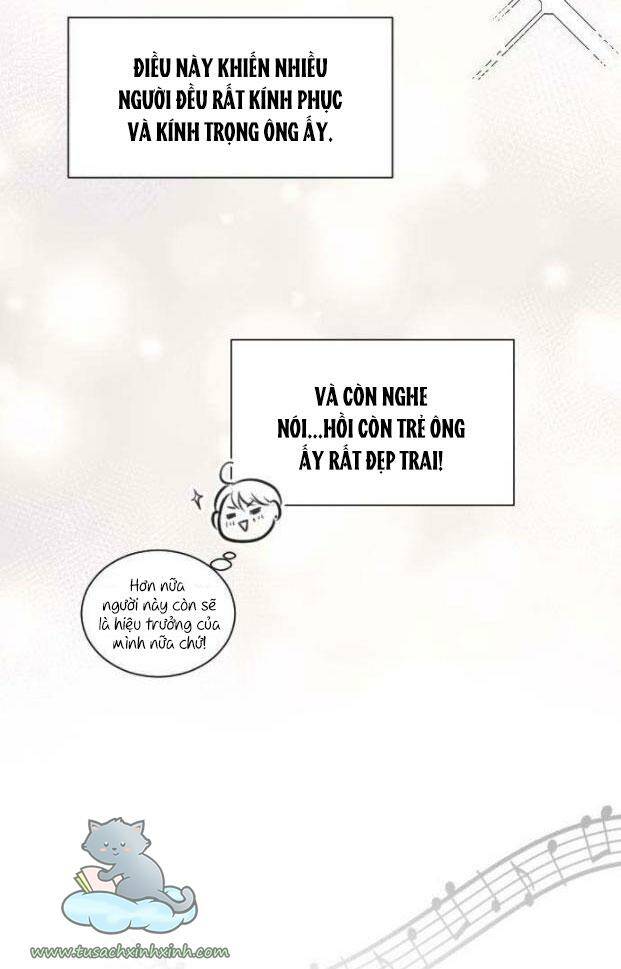 ĐIỀU NÀY KHIẾN NHIỀU
NGƯỜI ĐỀU RẤT KÍNH PHỤC
VÀ KÍNH TRỌNG ÔNG ẤY.
VÀ CÒN NGHE
NÓI...HỒI CÒN TRẺ ÔNG
ẤY RẤT ĐẸP TRAI!
Hơn nữa
người này còn sẽ
là hiệu trưởng của
mình nữa chứ!
www.tusachxinhxinh.com